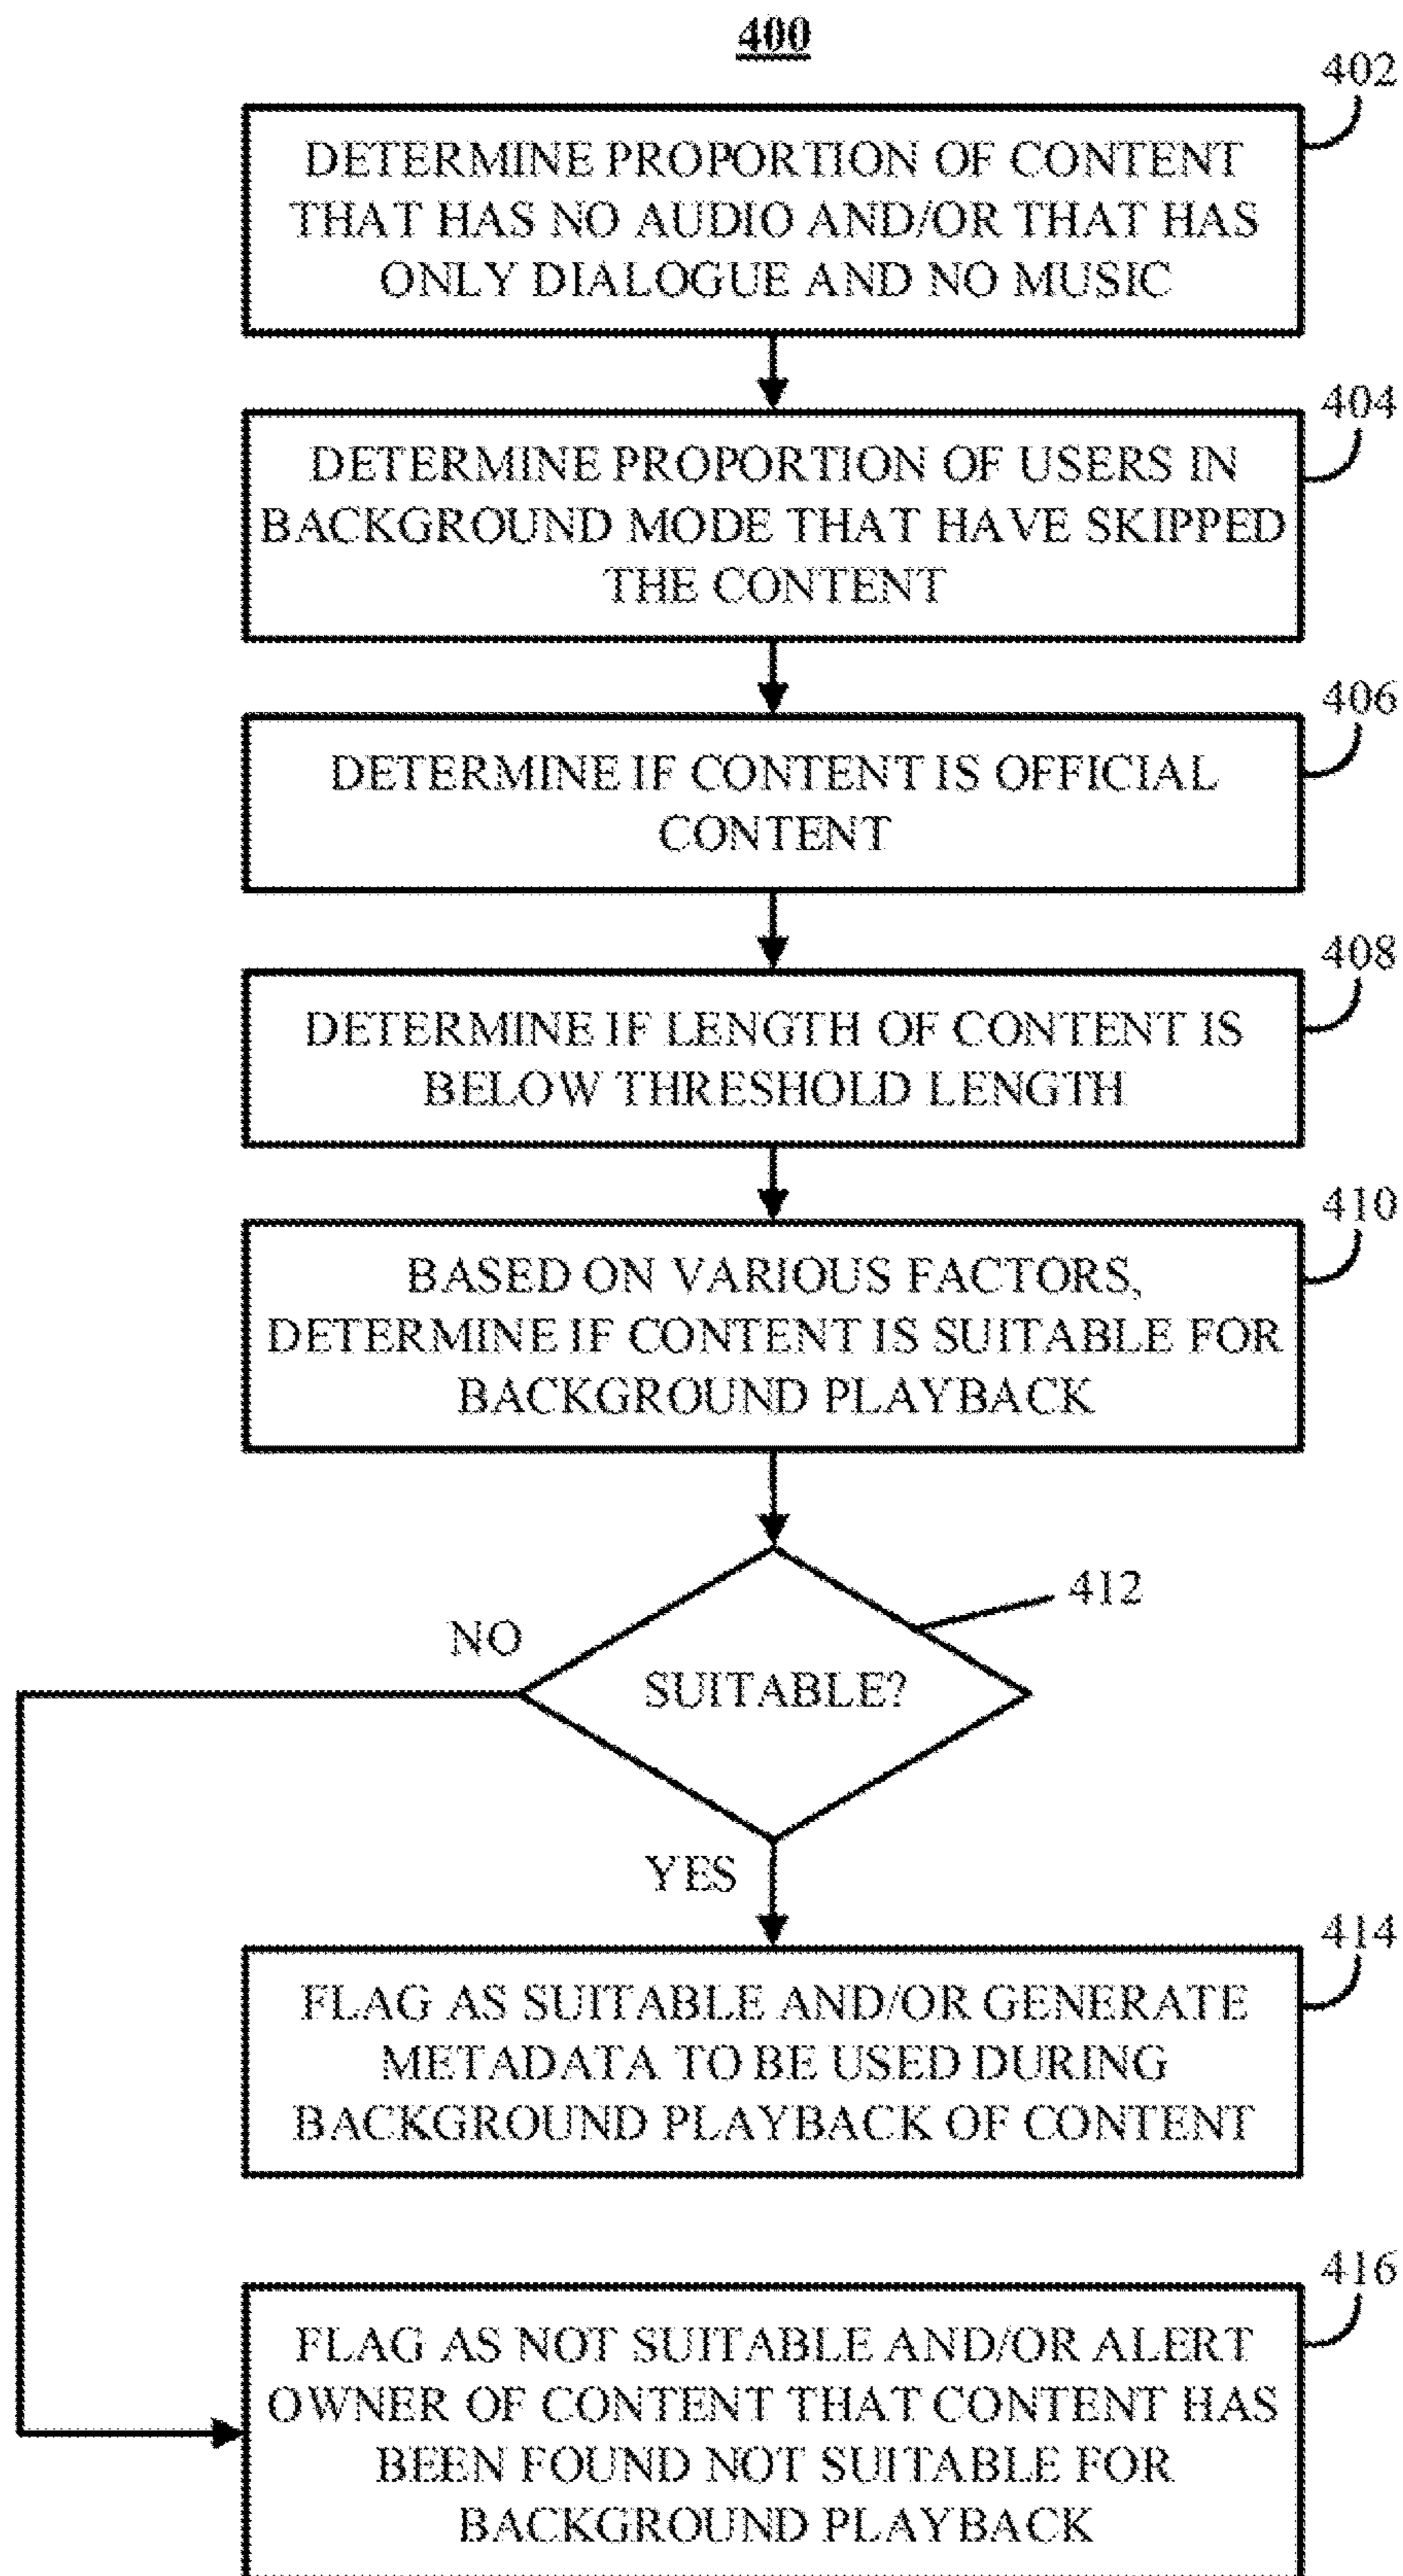 400
402
DETERMINE PROPORTION OF CONTENT
THAT HAS NO AUDIO AND/OR THAT HAS
ONLY DIALOGUE AND NO MUSIC
404
DETERMINE PROPORTION OF USERS IN
BACKGROUND MODE THAT HAVE SKIPPED
THE CONTENT
406
DETERMINE IF CONTENT IS OFFICIAL
CONTENT
408
DETERMINE IF LENGTH OF CONTENT IS
BELOW THRESHOLD LENGTH
410
BASED ON VARIOUS FACTORS,
DETERMINE IF CONTENT IS SUITABLE FOR
BACKGROUND PLAYBACK
412
NO
SUITABLE?
YES
414
FLAG AS SUITABLE AND/OR GENERATE
METADATA TO BE USED DURING
BACKGROUND PLAYBACK OF CONTENT
416
FLAG AS NOT SUITABLE AND/OR ALERT
OWNER OF CONTENT THAT CONTENT HAS
BEEN FOUND NOT SUITABLE FOR
BACKGROUND PLAYBACK